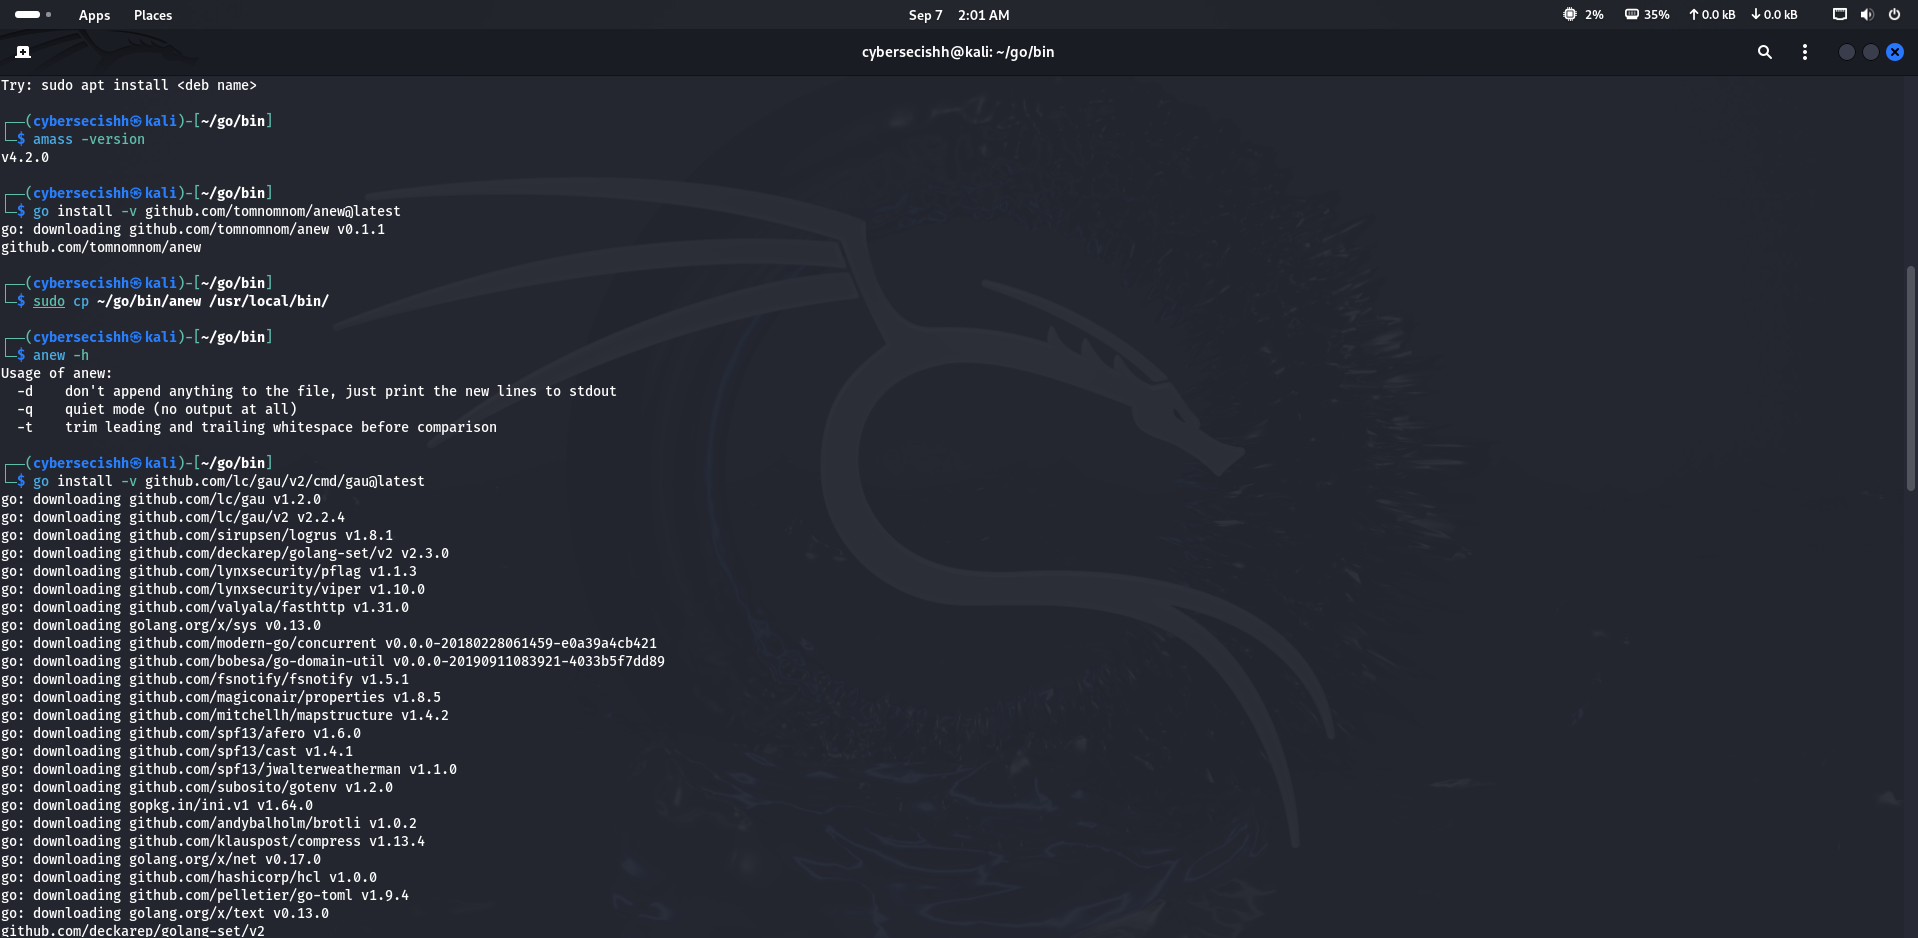 Apps Places Sep 7 2:01 AM 2% 35% ↑ 0.0 kB ↓ 0.0 kB
cybersecishh@kali: ~/go/bin
Try: sudo apt install <deb name>
┌──(cybersecishh㉿kali)-[~/go/bin]
└─$ amass -version
v4.2.0
┌──(cybersecishh㉿kali)-[~/go/bin]
└─$ go install -v github.com/tomnomnom/anew@latest
go: downloading github.com/tomnomnom/anew v0.1.1
github.com/tomnomnom/anew
┌──(cybersecishh㉿kali)-[~/go/bin]
└─$ sudo cp ~/go/bin/anew /usr/local/bin/
┌──(cybersecishh㉿kali)-[~/go/bin]
└─$ anew -h
Usage of anew:
  -d    don't append anything to the file, just print the new lines to stdout
  -q    quiet mode (no output at all)
  -t    trim leading and trailing whitespace before comparison
┌──(cybersecishh㉿kali)-[~/go/bin]
└─$ go install -v github.com/lc/gau/v2/cmd/gau@latest
go: downloading github.com/lc/gau v1.2.0
go: downloading github.com/lc/gau/v2 v2.2.4
go: downloading github.com/sirupsen/logrus v1.8.1
go: downloading github.com/deckarep/golang-set/v2 v2.3.0
go: downloading github.com/lynxsecurity/pflag v1.1.3
go: downloading github.com/lynxsecurity/viper v1.10.0
go: downloading github.com/valyala/fasthttp v1.31.0
go: downloading golang.org/x/sys v0.13.0
go: downloading github.com/modern-go/concurrent v0.0.0-20180228061459-e0a39a4cb421
go: downloading github.com/bobesa/go-domain-util v0.0.0-20190911083921-4033b5f7dd89
go: downloading github.com/fsnotify/fsnotify v1.5.1
go: downloading github.com/magiconair/properties v1.8.5
go: downloading github.com/mitchellh/mapstructure v1.4.2
go: downloading github.com/spf13/afero v1.6.0
go: downloading github.com/spf13/cast v1.4.1
go: downloading github.com/spf13/jwalterweatherman v1.1.0
go: downloading github.com/subosito/gotenv v1.2.0
go: downloading gopkg.in/ini.v1 v1.64.0
go: downloading github.com/andybalholm/brotli v1.0.2
go: downloading github.com/klauspost/compress v1.13.4
go: downloading golang.org/x/net v0.17.0
go: downloading github.com/hashicorp/hcl v1.0.0
go: downloading github.com/pelletier/go-toml v1.9.4
go: downloading golang.org/x/text v0.13.0
github.com/deckarep/golang-set/v2